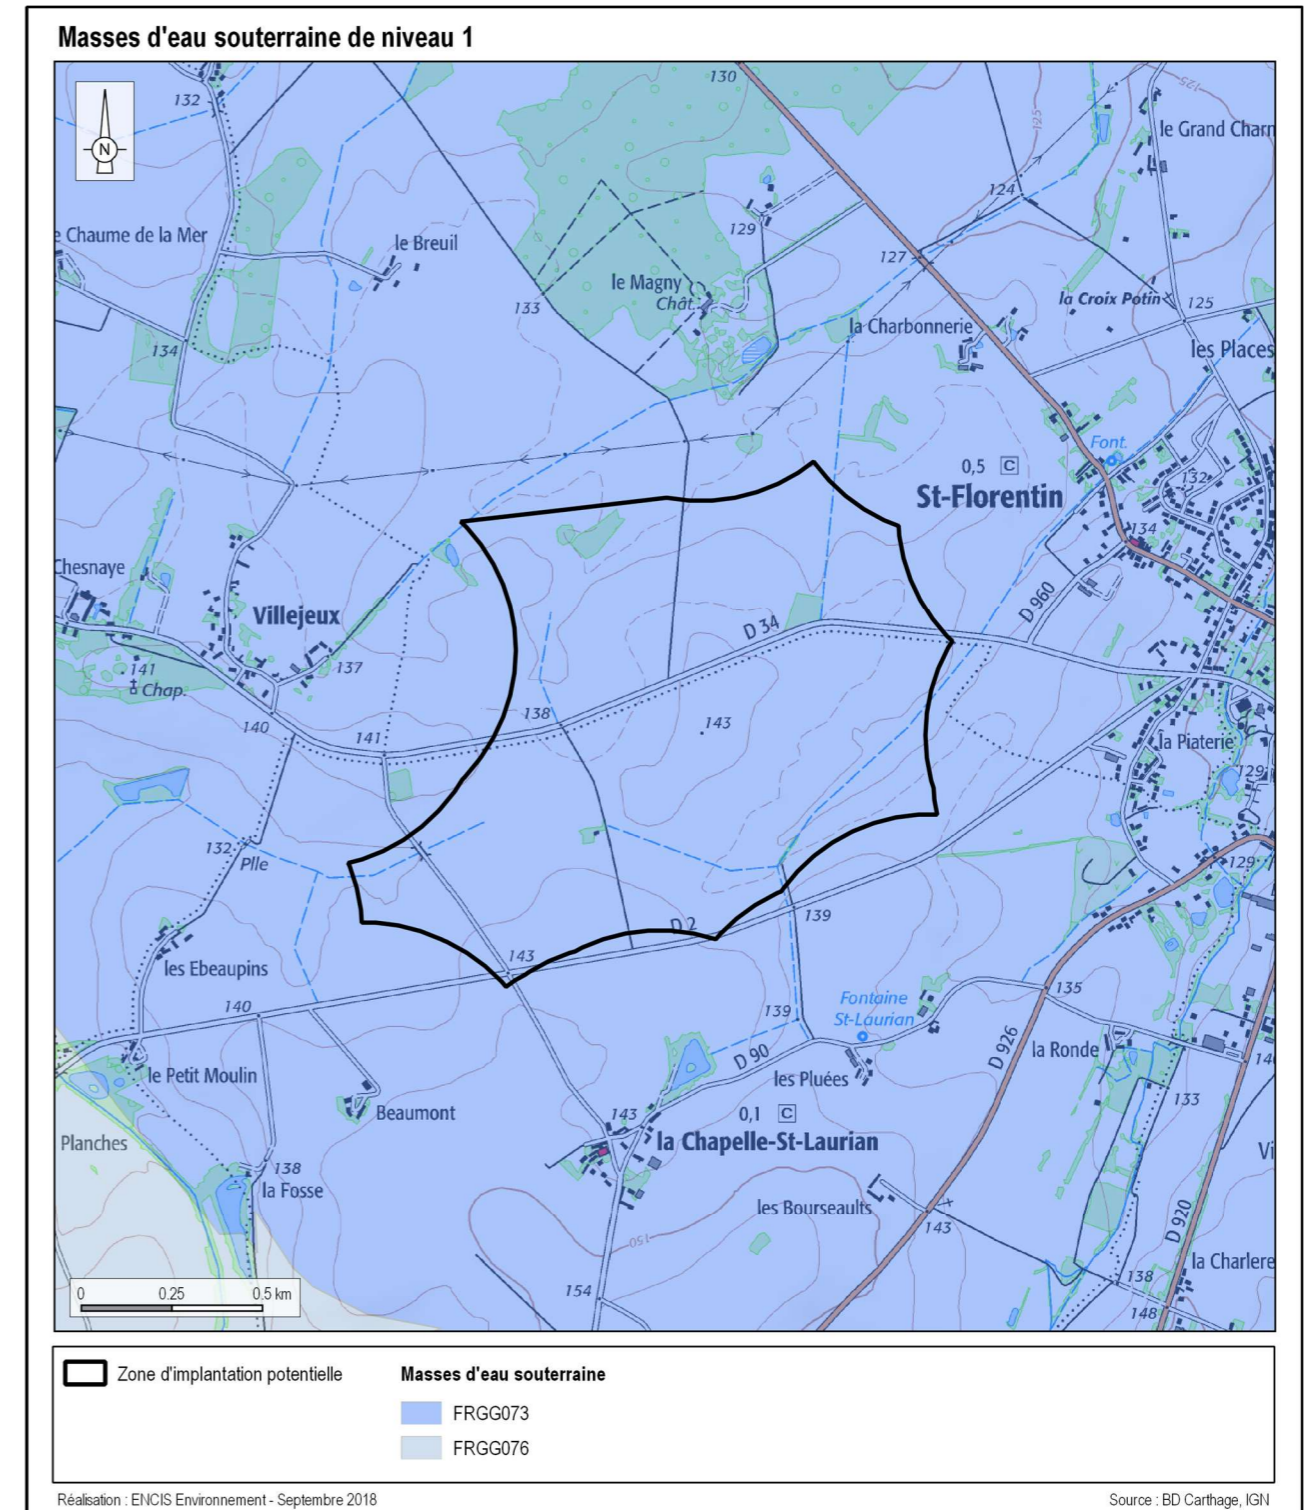 Masses d'eau souterraine de niveau 1
130
125
132
N
le Grand Charn
124
e Chaume de la Mer
le Breuil
129
127
le Magny
Chât.
la Croix Potin
125
133
la Charbonnerie
134
les Places
Font.
0,5 C
132
St-Florentin
134
Chesnaye
Villejeux
D 960
D 34
137
141
Chap.
138
143
140
141
la Piaterie
129
132
Plle
129
139
D 2
143
les Ebeaupins
140
Fontaine
St-Laurian
135
139
la Ronde
D 926
D 90
140
le Petit Moulin
les Pluées
Beaumont
143
0,1 C
133
Planches
la Chapelle-St-Laurian
Vi
138
la Fosse
les Bourseaults
143
D 920
150
la Charlere
138
154
148
0 0.25 0,5 km
Zone d'implantation potentielle
Masses d'eau souterraine
FRGG073
FRGG076
Réalisation : ENCIS Environnement - Septembre 2018
Source : BD Carthage, IGN